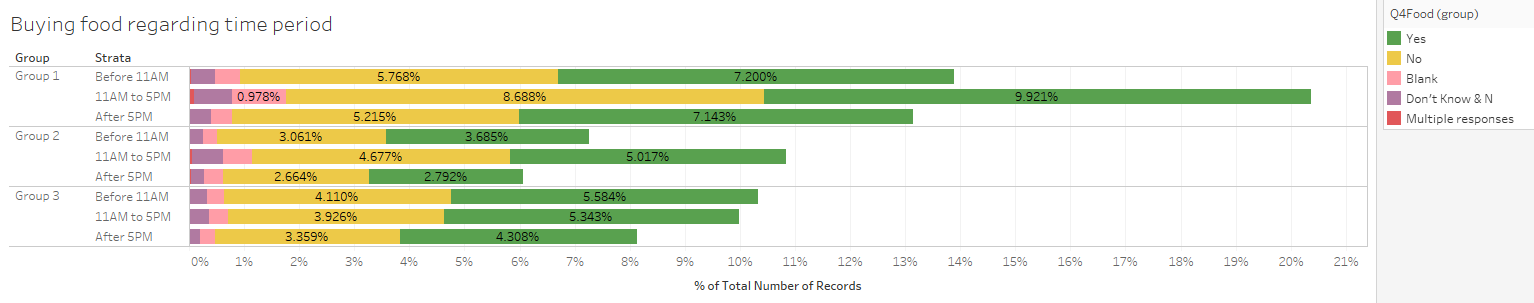 Buying food regarding time period
Group Strata
Group 1 Before 11AM 5.768% 7.200%
11AM to 5PM 0.978% 8.688% 9.921%
After 5PM 5.215% 7.143%
Group 2 Before 11AM 3.061% 3.685%
11AM to 5PM 4.677% 5.017%
After 5PM 2.664% 2.792%
Group 3 Before 11AM 4.110% 5.584%
11AM to 5PM 3.926% 5.343%
After 5PM 3.359% 4.308%
0% 1% 2% 3% 4% 5% 6% 7% 8% 9% 10% 11% 12% 13% 14% 15% 16% 17% 18% 19% 20% 21%
% of Total Number of Records
Q4Food (group)
Yes
No
Blank
Don't Know & N
Multiple responses